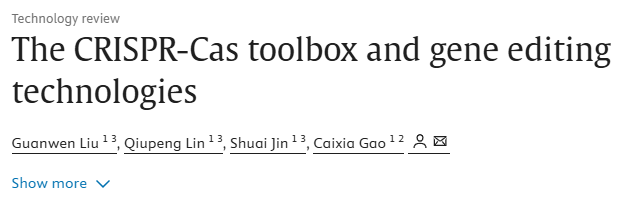 Technology review
The CRISPR-Cas toolbox and gene editing
technologies
Guanwen Liu 1 3, Qiupeng Lin 1 3, Shuai Jin 1 3, Caixia Gao 1 2
Show more